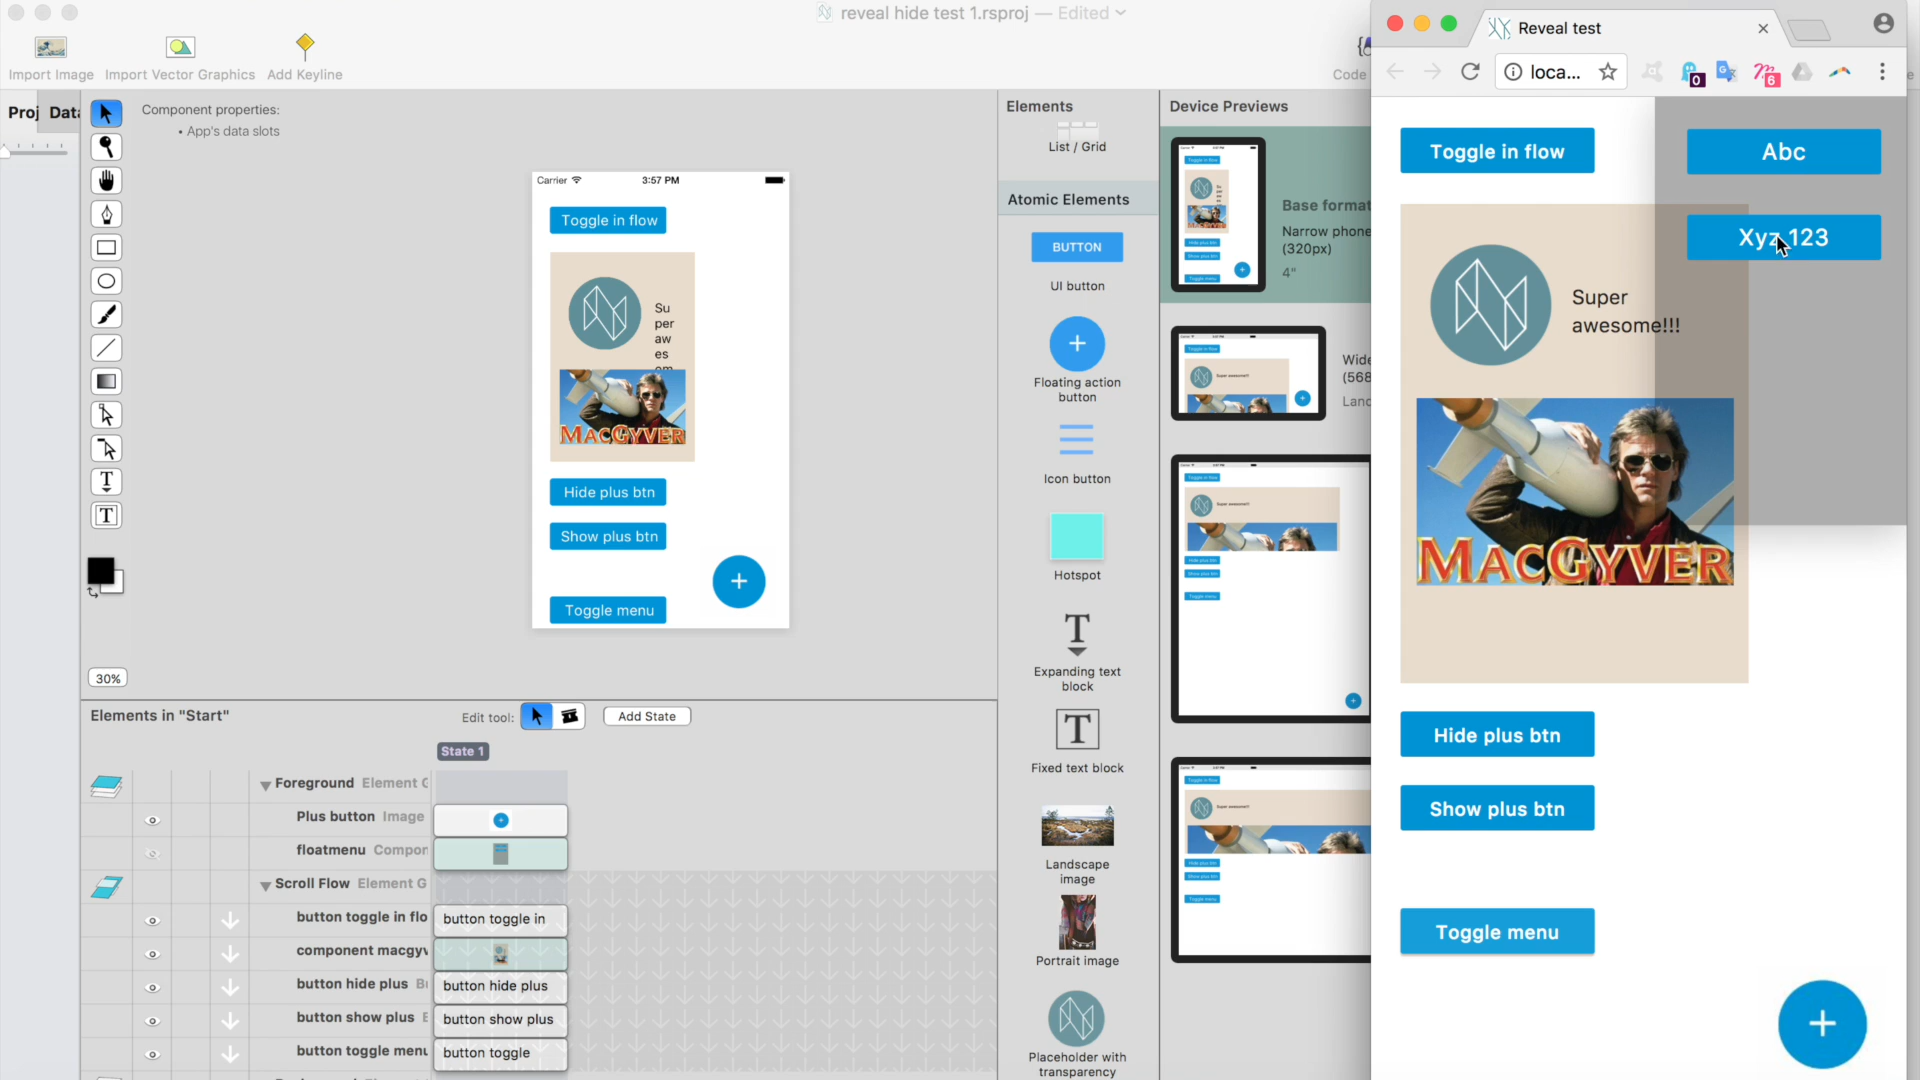 reveal hide test 1.rsproj — Edited
Import Image
Import Vector Graphics
Add Keyline
Code
Proj
Data
Component properties:
• App's data slots
Carrier
3:57 PM
Toggle in flow
Su
per
aw
es
em
MACGYVER
Hide plus btn
Show plus btn
Toggle menu
30%
Elements
List / Grid
Atomic Elements
BUTTON
UI button
Floating action
button
Icon button
Hotspot
T
Expanding text
block
T
Fixed text block
Landscape
image
Portrait image
Placeholder with
transparency
Device Previews
Base format
Narrow phone
(320px)
4"
Wide
(568
Land
Elements in "Start"
Edit tool:
Add State
State 1
Foreground Element G
Plus button Image
floatmenu Compon
Scroll Flow Element G
button toggle in flo
button toggle in
component macgyv
button hide plus Bu
button hide plus
button show plus B
button show plus
button toggle menu
button toggle
Reveal test
loca...
0
6
Toggle in flow
Abc
Xyz 123
Super
awesome!!!
MACGYVER
Hide plus btn
Show plus btn
Toggle menu